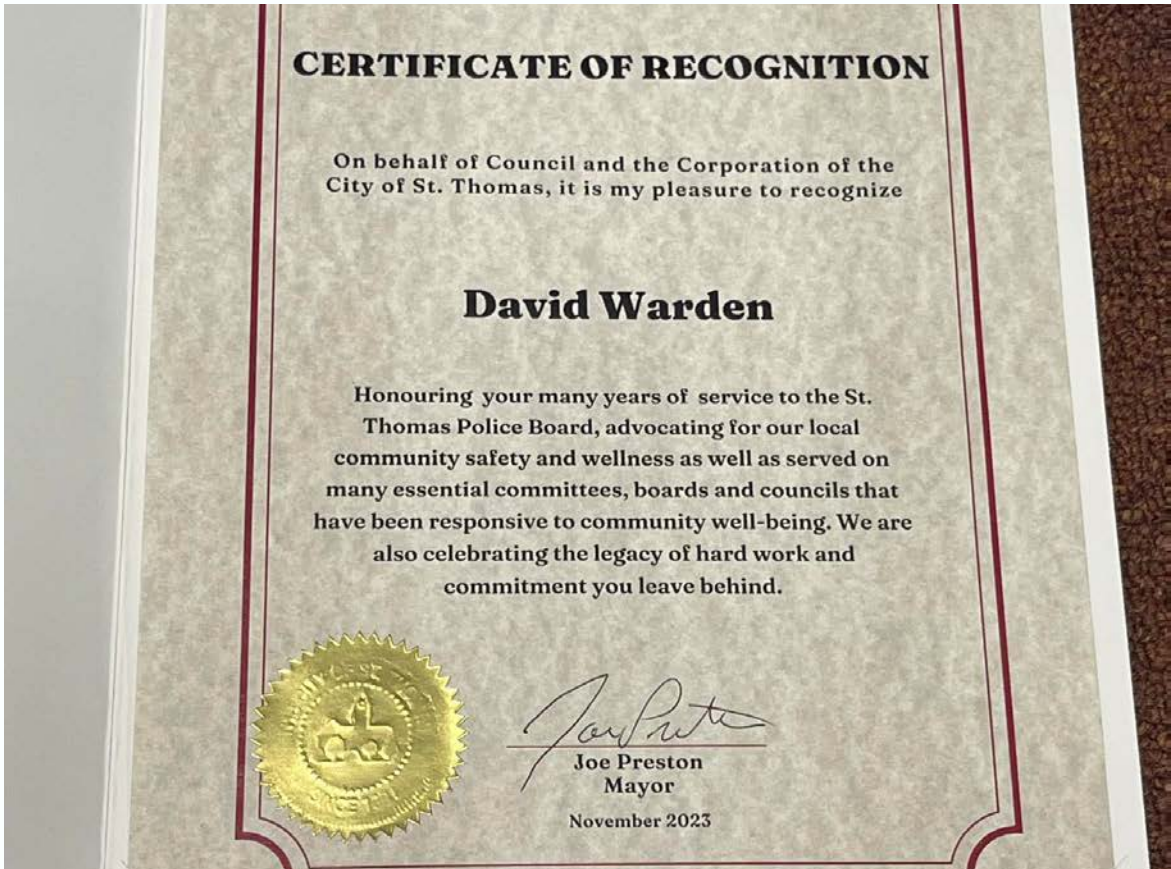 CERTIFICATE OF RECOGNITION
On behalf of Council and the Corporation of the
City of St. Thomas, it is my pleasure to recognize
David Warden
Honouring your many years of service to the St.
Thomas Police Board, advocating for our local
community safety and wellness as well as served on
many essential committees, boards and councils that
have been responsive to community well-being. We are
also celebrating the legacy of hard work and
commitment you leave behind.
Joe Preston
Mayor
November 2023